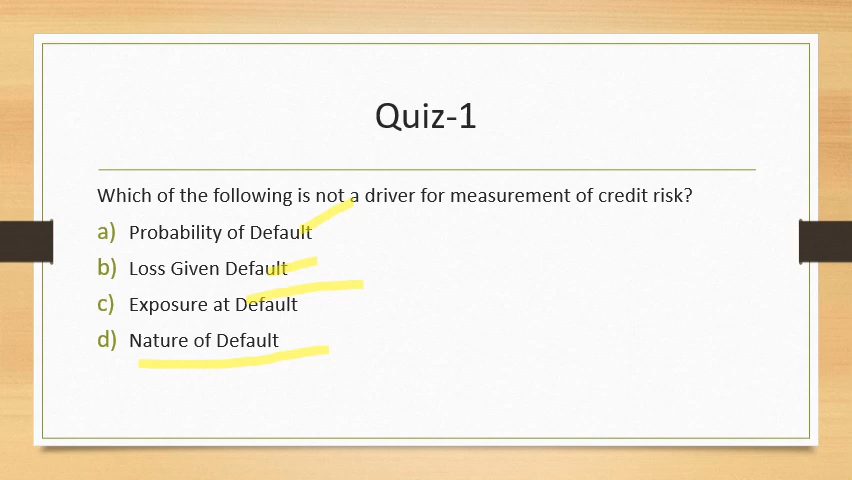 Quiz-1
Which of the following is not a driver for measurement of credit risk?
a) Probability of Default
b) Loss Given Default
c) Exposure at Default
d) Nature of Default